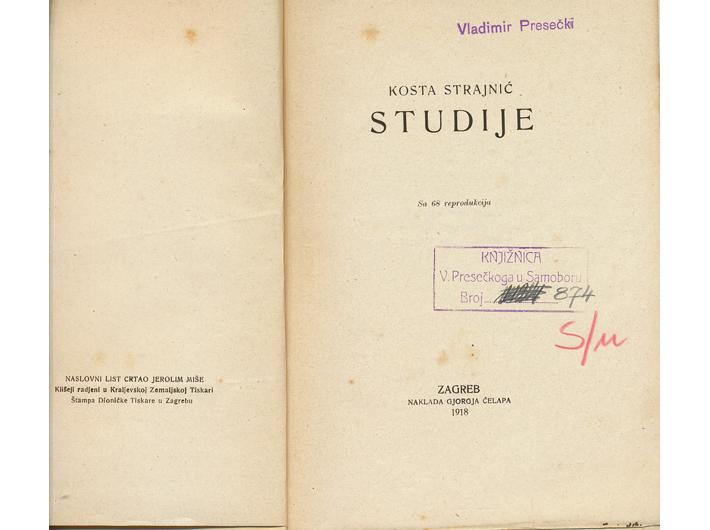 NASLOVNI LIST CRTAO JEROLIM MIŠE
Klišeji radjeni u Kraljevskoj Zemaljskoj Tiskari
Štampa Dioničke Tiskare u Zagrebu
Vladimir Presečki
KOSTA STRAJNIĆ
STUDIJE
Sa 68 reprodukcija
KNJIŽNICA
V. Presečkoga u Samoboru
Broj 874
S/u
ZAGREB
NAKLADA GJORGJA ĆELAPA
1918